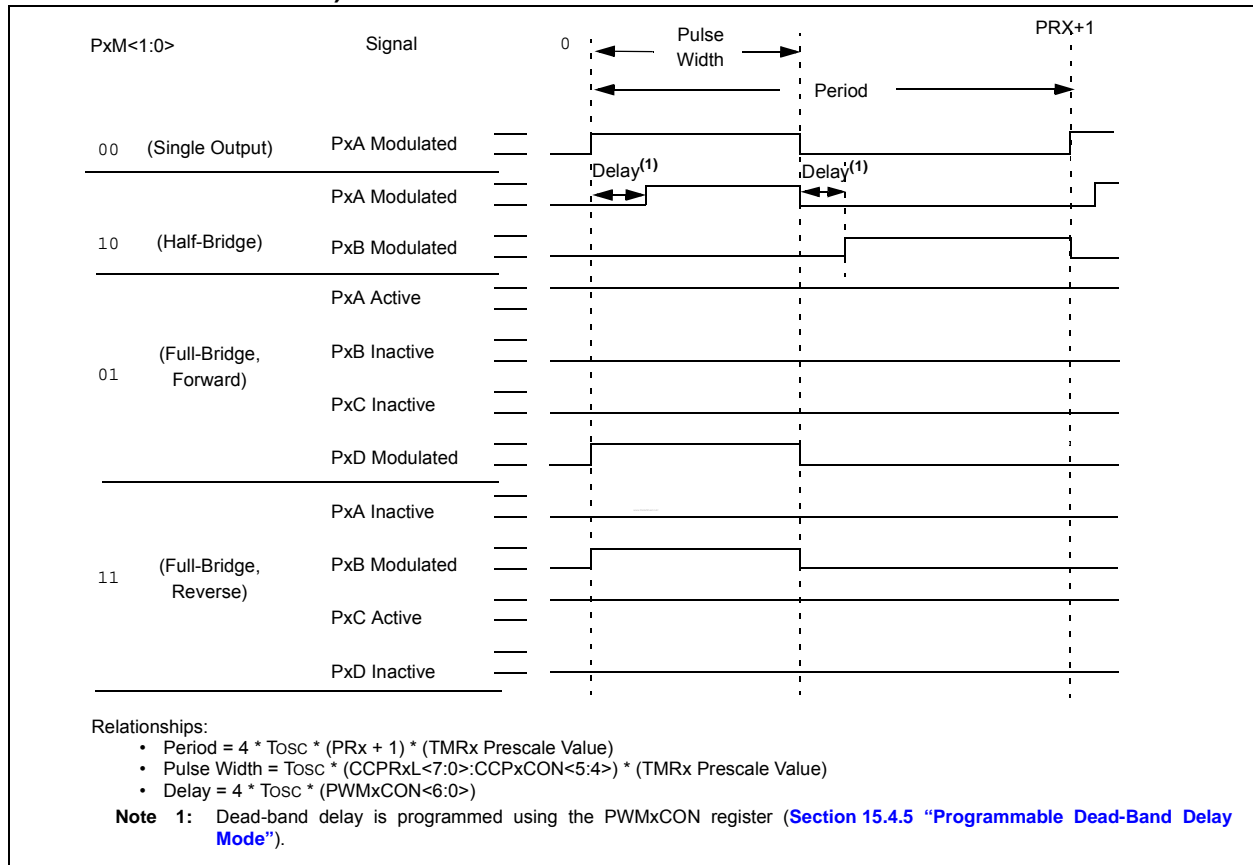 PxM<1:0> Signal 0 Pulse Width PRX+1
Period
00 (Single Output) PxA Modulated
Delay(1) Delay(1)
PxA Modulated
10 (Half-Bridge) PxB Modulated
PxA Active
01 (Full-Bridge, Forward) PxB Inactive
PxC Inactive
PxD Modulated
PxA Inactive
11 (Full-Bridge, Reverse) PxB Modulated
PxC Active
PxD Inactive
Relationships:
• Period = 4 * TOSC * (PRx + 1) * (TMRx Prescale Value)
• Pulse Width = TOSC * (CCPRxL<7:0>:CCPxCON<5:4>) * (TMRx Prescale Value)
• Delay = 4 * TOSC * (PWMxCON<6:0>)
Note 1: Dead-band delay is programmed using the PWMxCON register (Section 15.4.5 “Programmable Dead-Band Delay
Mode”).